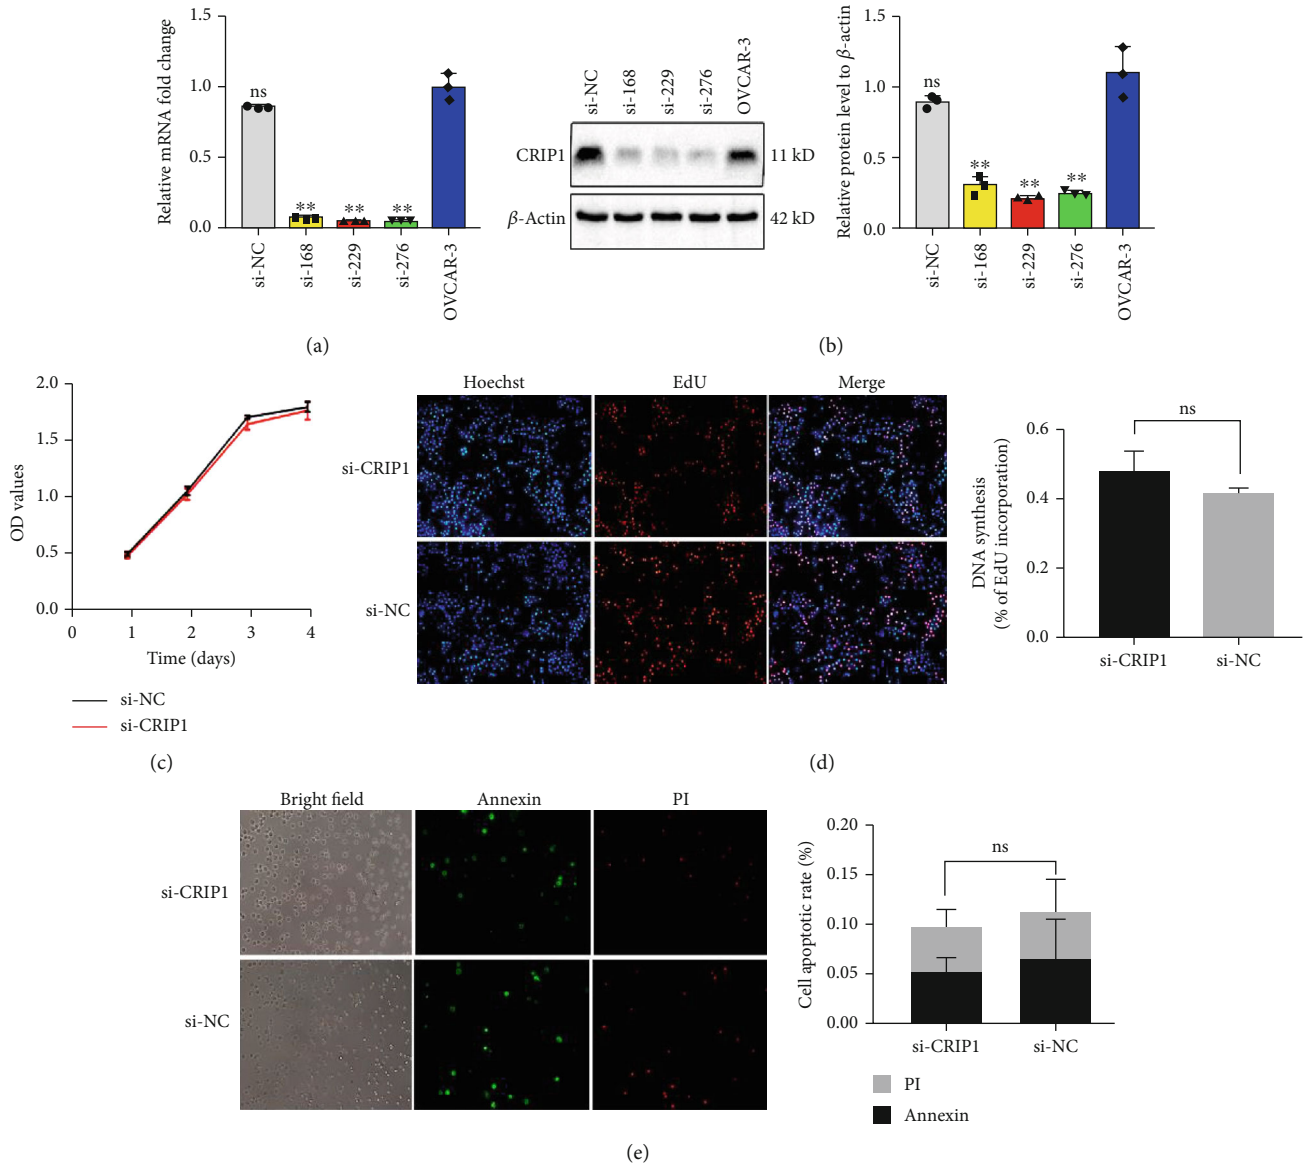 Relative mRNA fold change
1.5
1.0
0.5
0.0
ns
**
**
**
si-NC
si-168
si-229
si-276
OVCAR-3
(a)
si-NC
si-168
si-229
si-276
OVCAR-3
CRIP1
11 kD
β-Actin
42 kD
Relative protein level to β-actin
1.5
1.0
0.5
0.0
ns
**
**
**
si-NC
si-168
si-229
si-276
OVCAR-3
(b)
OD values
2.0
1.5
1.0
0.5
0.0
0 1 2 3 4
Time (days)
si-NC
si-CRIP1
(c)
Hoechst EdU Merge
si-CRIP1
si-NC
DNA synthesis
(% of EdU incorporation)
0.6
0.4
0.2
0.0
ns
si-CRIP1 si-NC
(d)
Bright field Annexin PI
si-CRIP1
si-NC
Cell apoptotic rate (%)
0.20
0.15
0.10
0.05
0.00
ns
si-CRIP1 si-NC
PI
Annexin
(e)